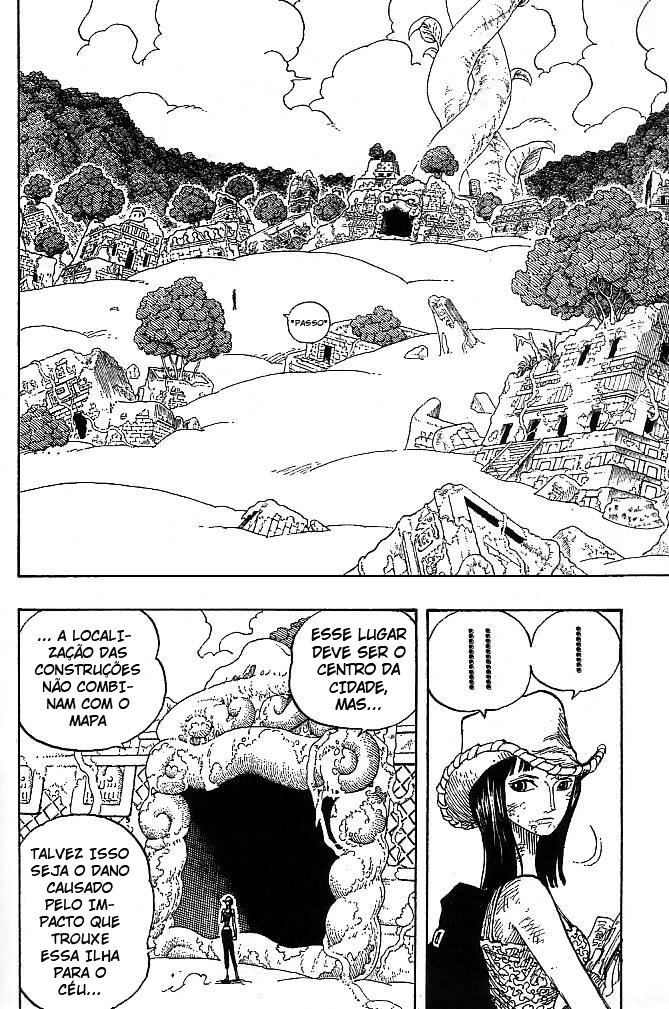 *PASSO*
ESSE LUGAR
DEVE SER O
CENTRO DA
CIDADE,
MAS...
... A LOCALI-
ZAÇÃO DAS
CONSTRUÇÕES
NÃO COMBI-
NAM COM O
MAPA
TALVEZ ISSO
SEJA O DANO
CAUSADO
PELO IM-
PACTO QUE
TROUXE
ESSA ILHA
PARA O
CÉU...